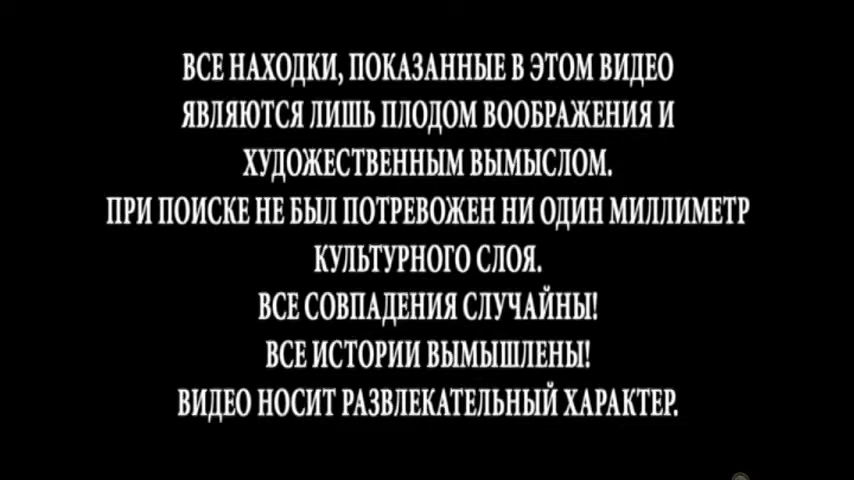 ВСЕ НАХОДКИ, ПОКАЗАННЫЕ В ЭТОМ ВИДЕО
ЯВЛЯЮТСЯ ЛИШЬ ПЛОДОМ ВООБРАЖЕНИЯ И
ХУДОЖЕСТВЕННЫМ ВЫМЫСЛОМ.
ПРИ ПОИСКЕ НЕ БЫЛ ПОТРЕВОЖЕН НИ ОДИН МИЛЛИМЕТР
КУЛЬТУРНОГО СЛОЯ.
ВСЕ СОВПАДЕНИЯ СЛУЧАЙНЫ!
ВСЕ ИСТОРИИ ВЫМЫШЛЕНЫ!
ВИДЕО НОСИТ РАЗВЛЕКАТЕЛЬНЫЙ ХАРАКТЕР.